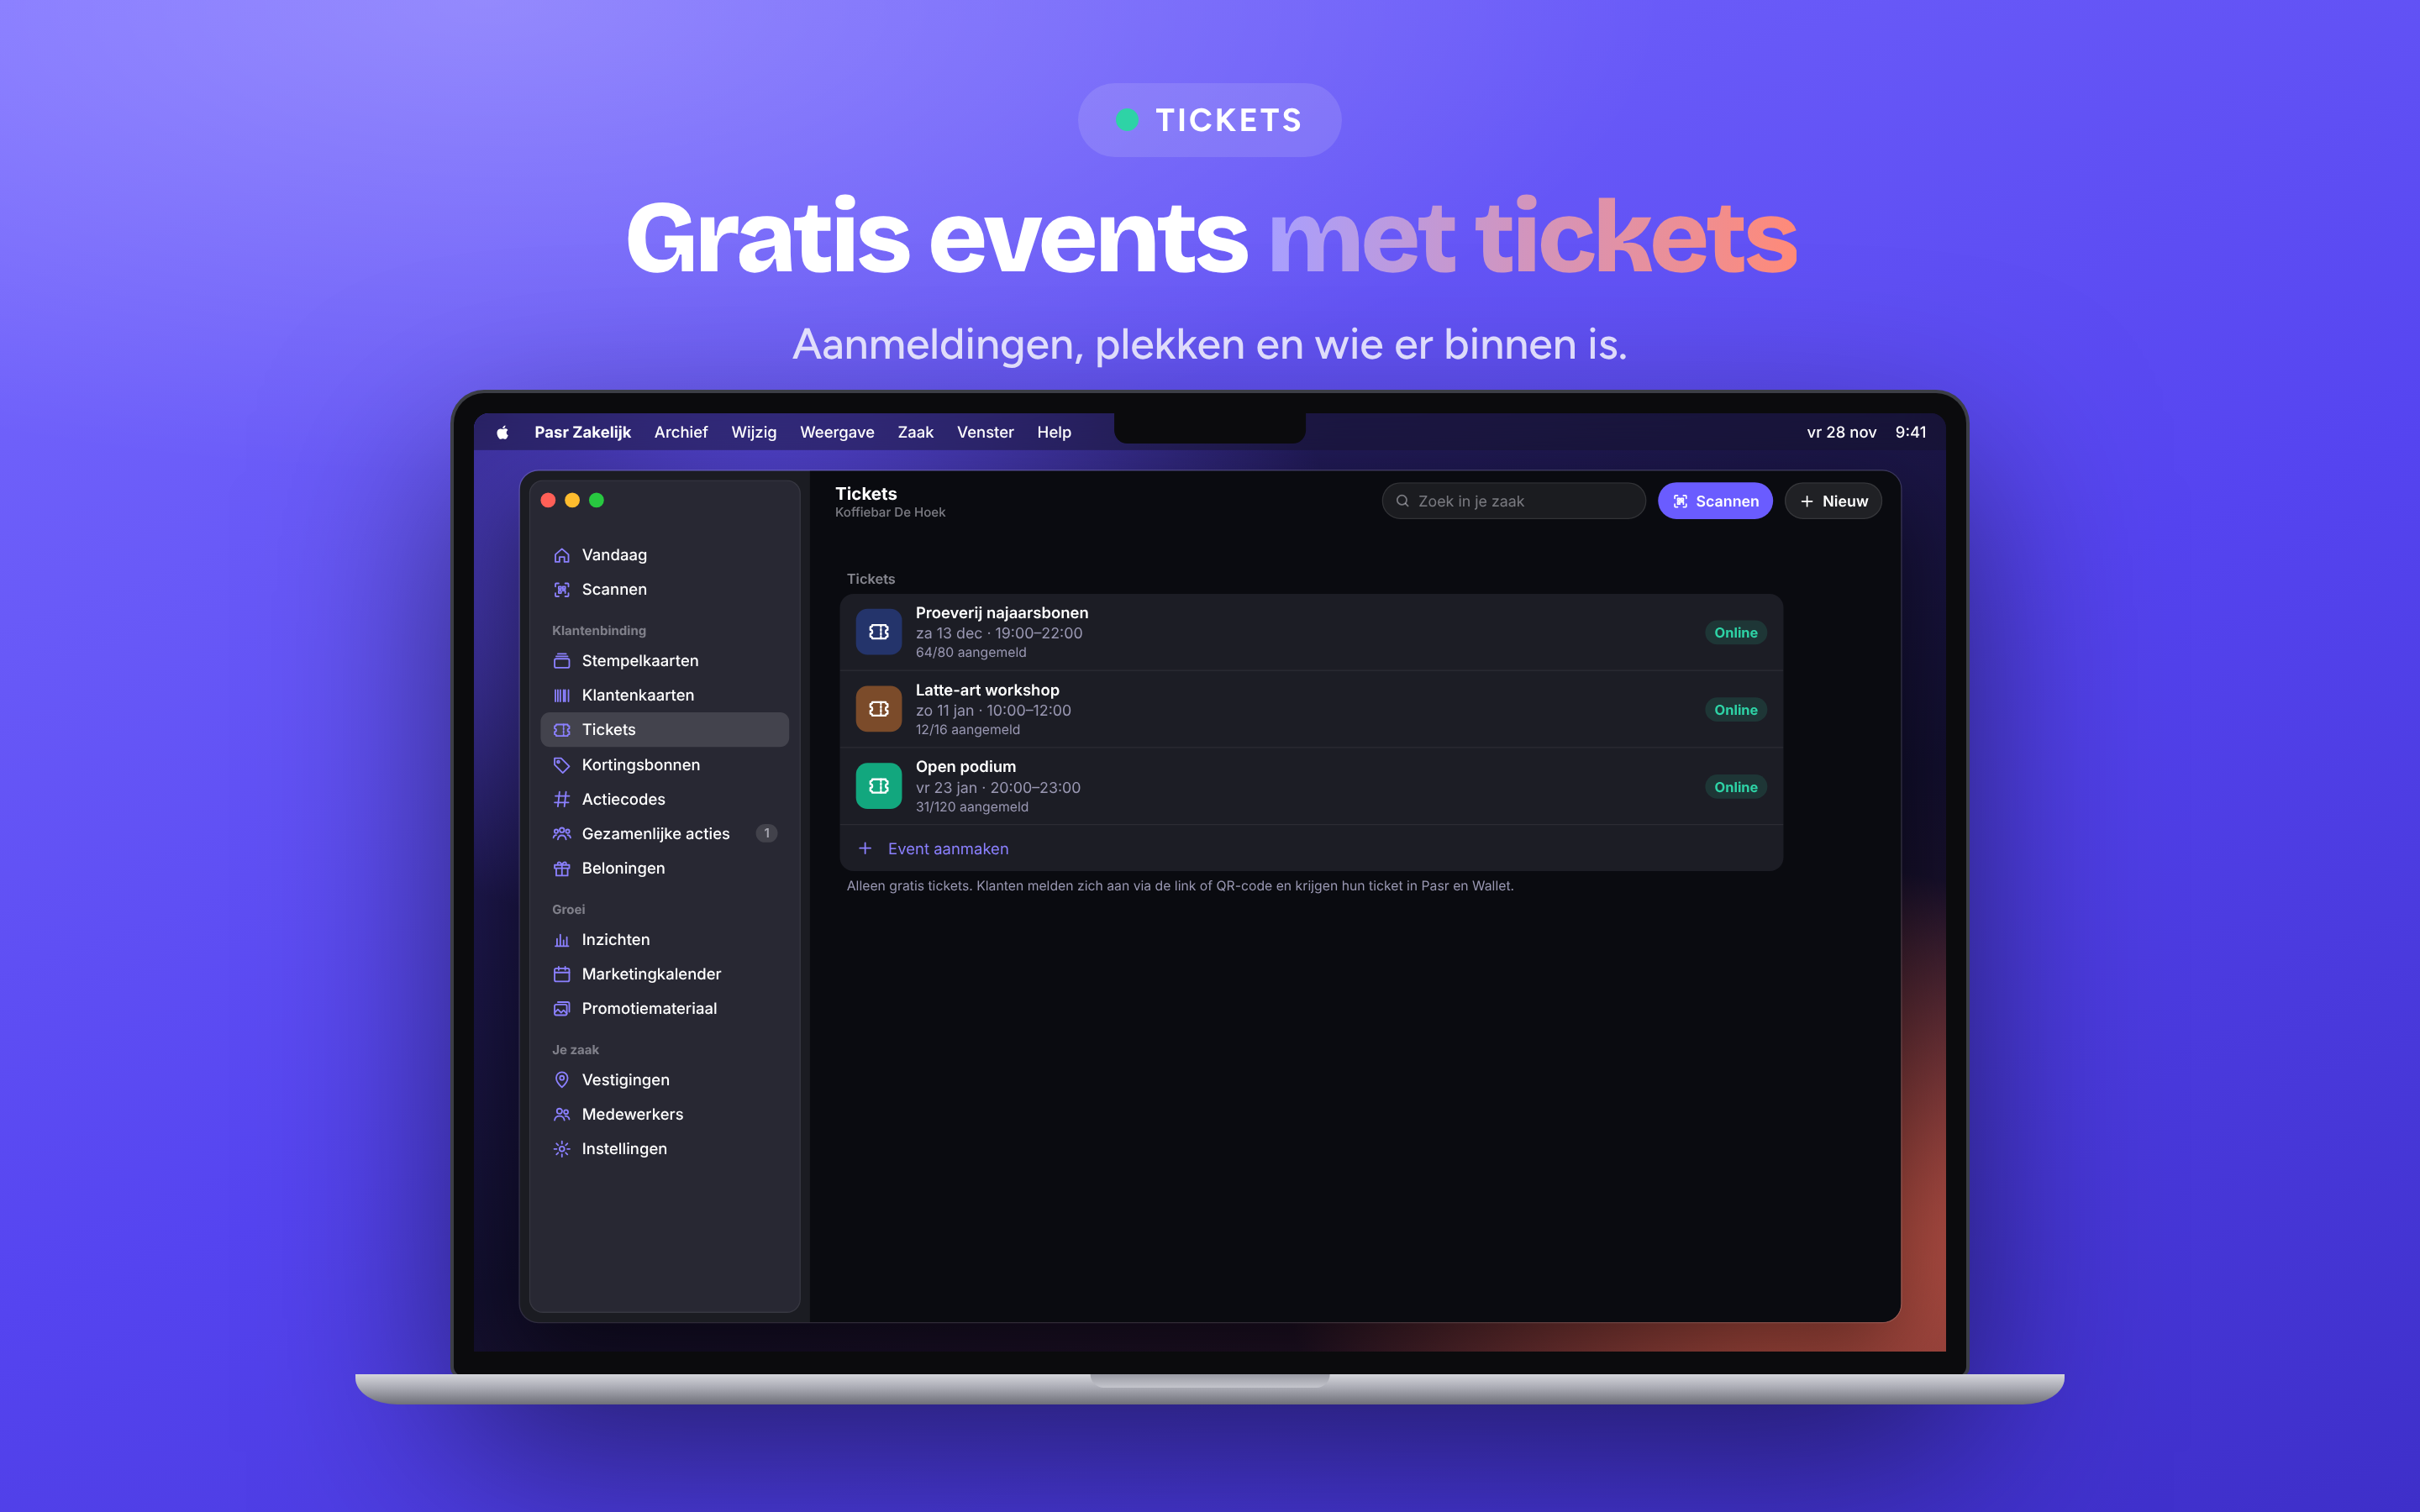 TICKETS
Gratis events met tickets
Aanmeldingen, plekken en wie er binnen is.
Pasr Zakelijk Archief Wijzig Weergave Zaak Venster Help vr 28 nov 9:41
Vandaag
Scannen
Klantenbinding
Stempelkaarten
Klantenkaarten
Tickets
Kortingsbonnen
Actiecodes
Gezamenlijke acties 1
Beloningen
Groei
Inzichten
Marketingkalender
Promotiemateriaal
Je zaak
Vestigingen
Medewerkers
Instellingen
Tickets
Koffiebar De Hoek
Zoek in je zaak
Scannen
+ Nieuw
Tickets
Proeverij najaarsbonen
za 13 dec · 19:00–22:00
64/80 aangemeld
Online
Latte-art workshop
zo 11 jan · 10:00–12:00
12/16 aangemeld
Online
Open podium
vr 23 jan · 20:00–23:00
31/120 aangemeld
Online
+ Event aanmaken
Alleen gratis tickets. Klanten melden zich aan via de link of QR-code en krijgen hun ticket in Pasr en Wallet.